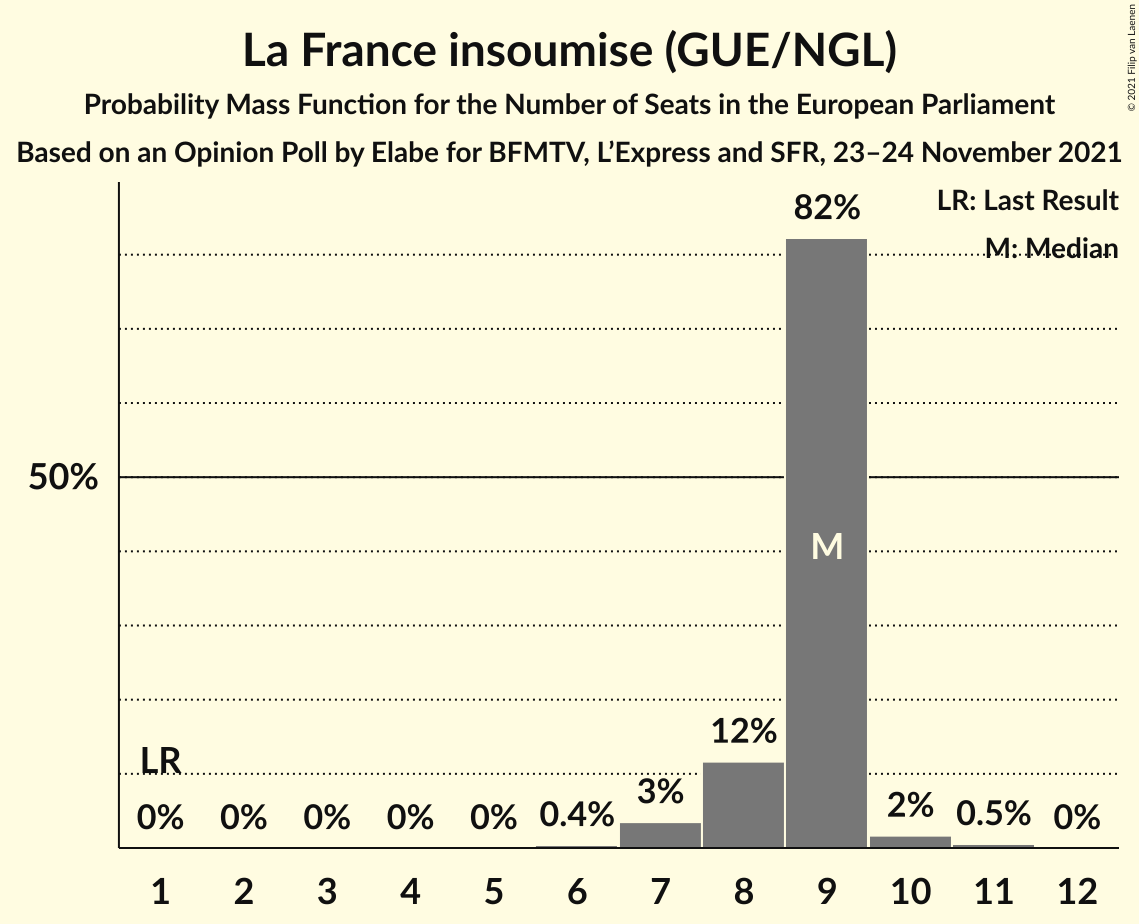 La France insoumise (GUE/NGL)
Probability Mass Function for the Number of Seats in the European Parliament
Based on an Opinion Poll by Elabe for BFMTV, L’Express and SFR, 23–24 November 2021
© 2021 Filip van Laenen
LR: Last Result
M: Median
82%
50%
M
LR
12%
3%
0% 0% 0% 0% 0% 0.4% 2% 0.5% 0%
1 2 3 4 5 6 7 8 9 10 11 12